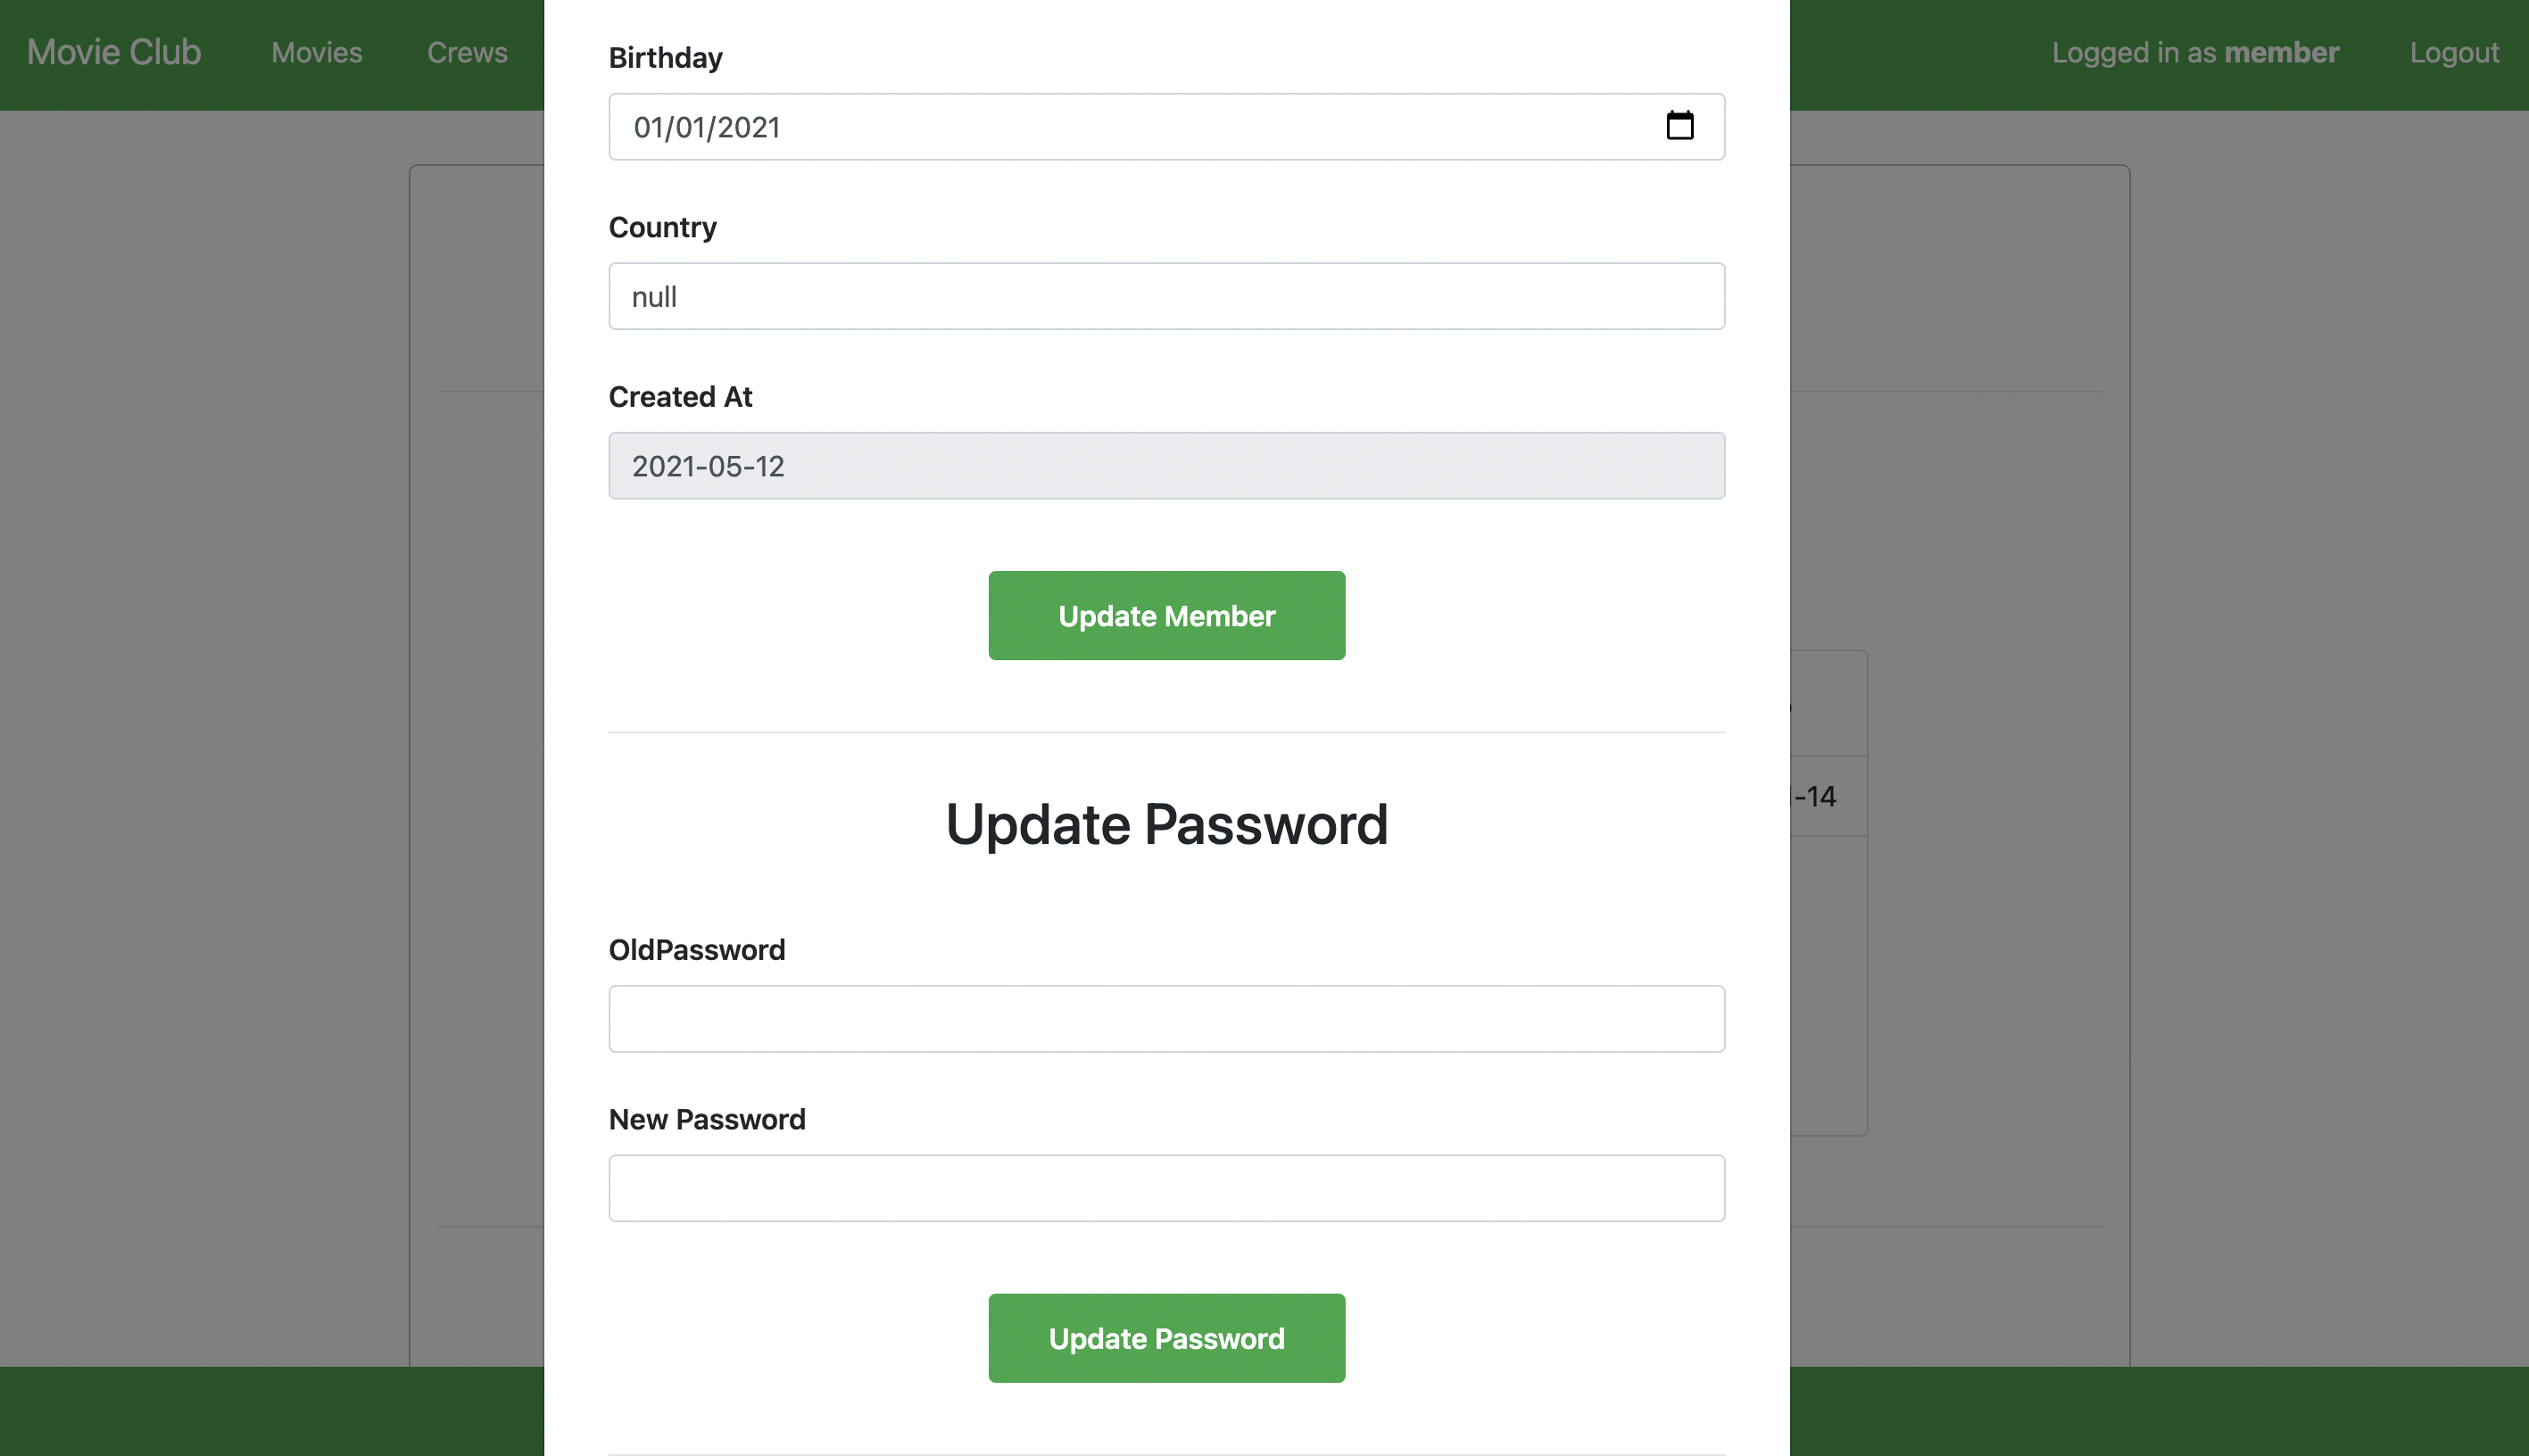 Movie Club Movies Crews Logged in as member Logout
Birthday
01/01/2021
Country
null
Created At
2021-05-12
Update Member
-14
Update Password
OldPassword
New Password
Update Password